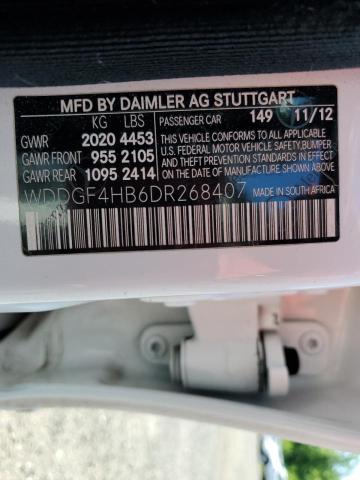 MFD BY DAIMLER AG STUTTGART
KG LBS PASSENGER CAR 149 11/12
GVWR 2020 4453 THIS VEHICLE CONFORMS TO ALL APPLICABLE
GAWR FRONT 955 2105 U.S. FEDERAL MOTOR VEHICLE SAFETY, BUMPER
GAWR REAR 1095 2414 AND THEFT PREVENTION STANDARDS IN EFFECT ON THE DATE OF MANUFACTURE SHOWN ABOVE
WDDGF4HB6DR268407 MADE IN SOUTH AFRICA